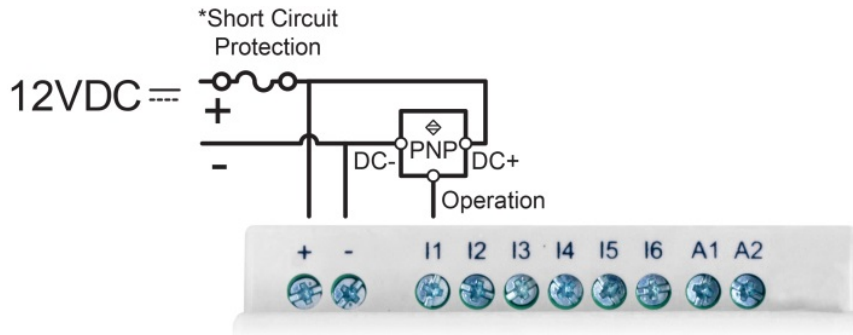 *Short Circuit
Protection
12VDC
+
-
DC- PNP DC+
Operation
+ - I1 I2 I3 I4 I5 I6 A1 A2